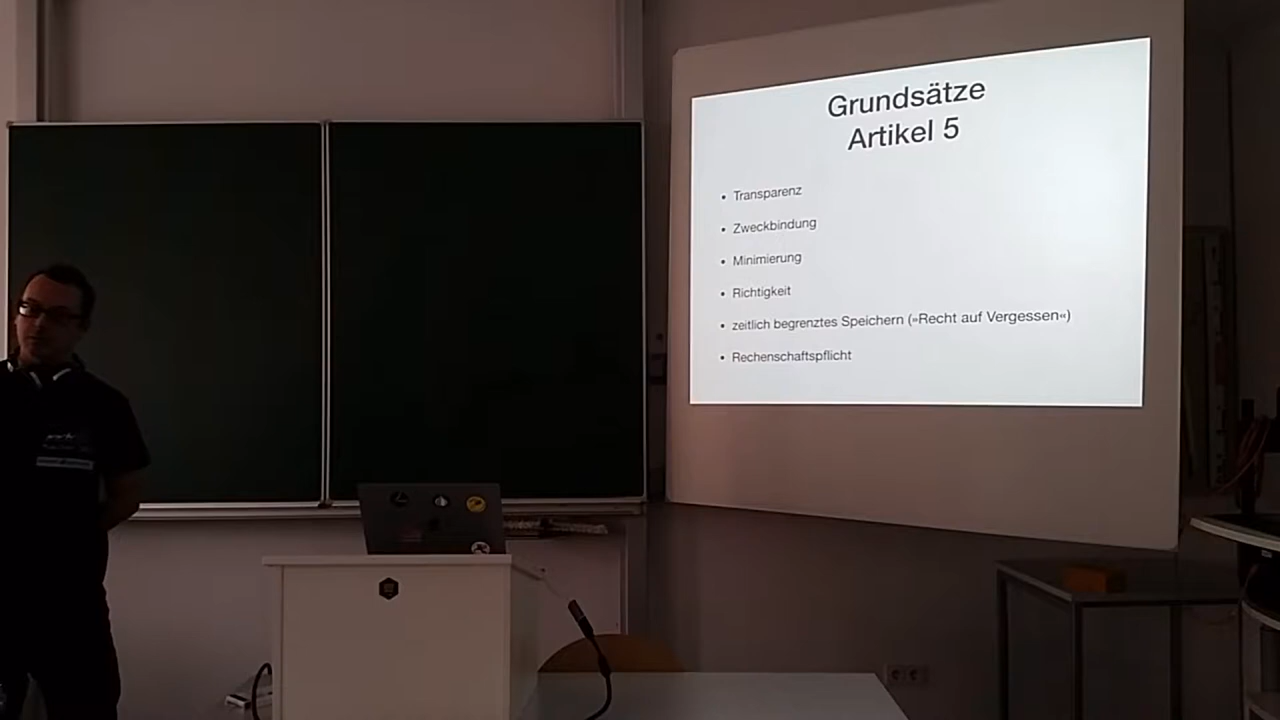 Grundsätze
Artikel 5
• Transparenz
• Zweckbindung
• Minimierung
• Richtigkeit
• zeitlich begrenztes Speichern (»Recht auf Vergessen«)
• Rechenschaftspflicht